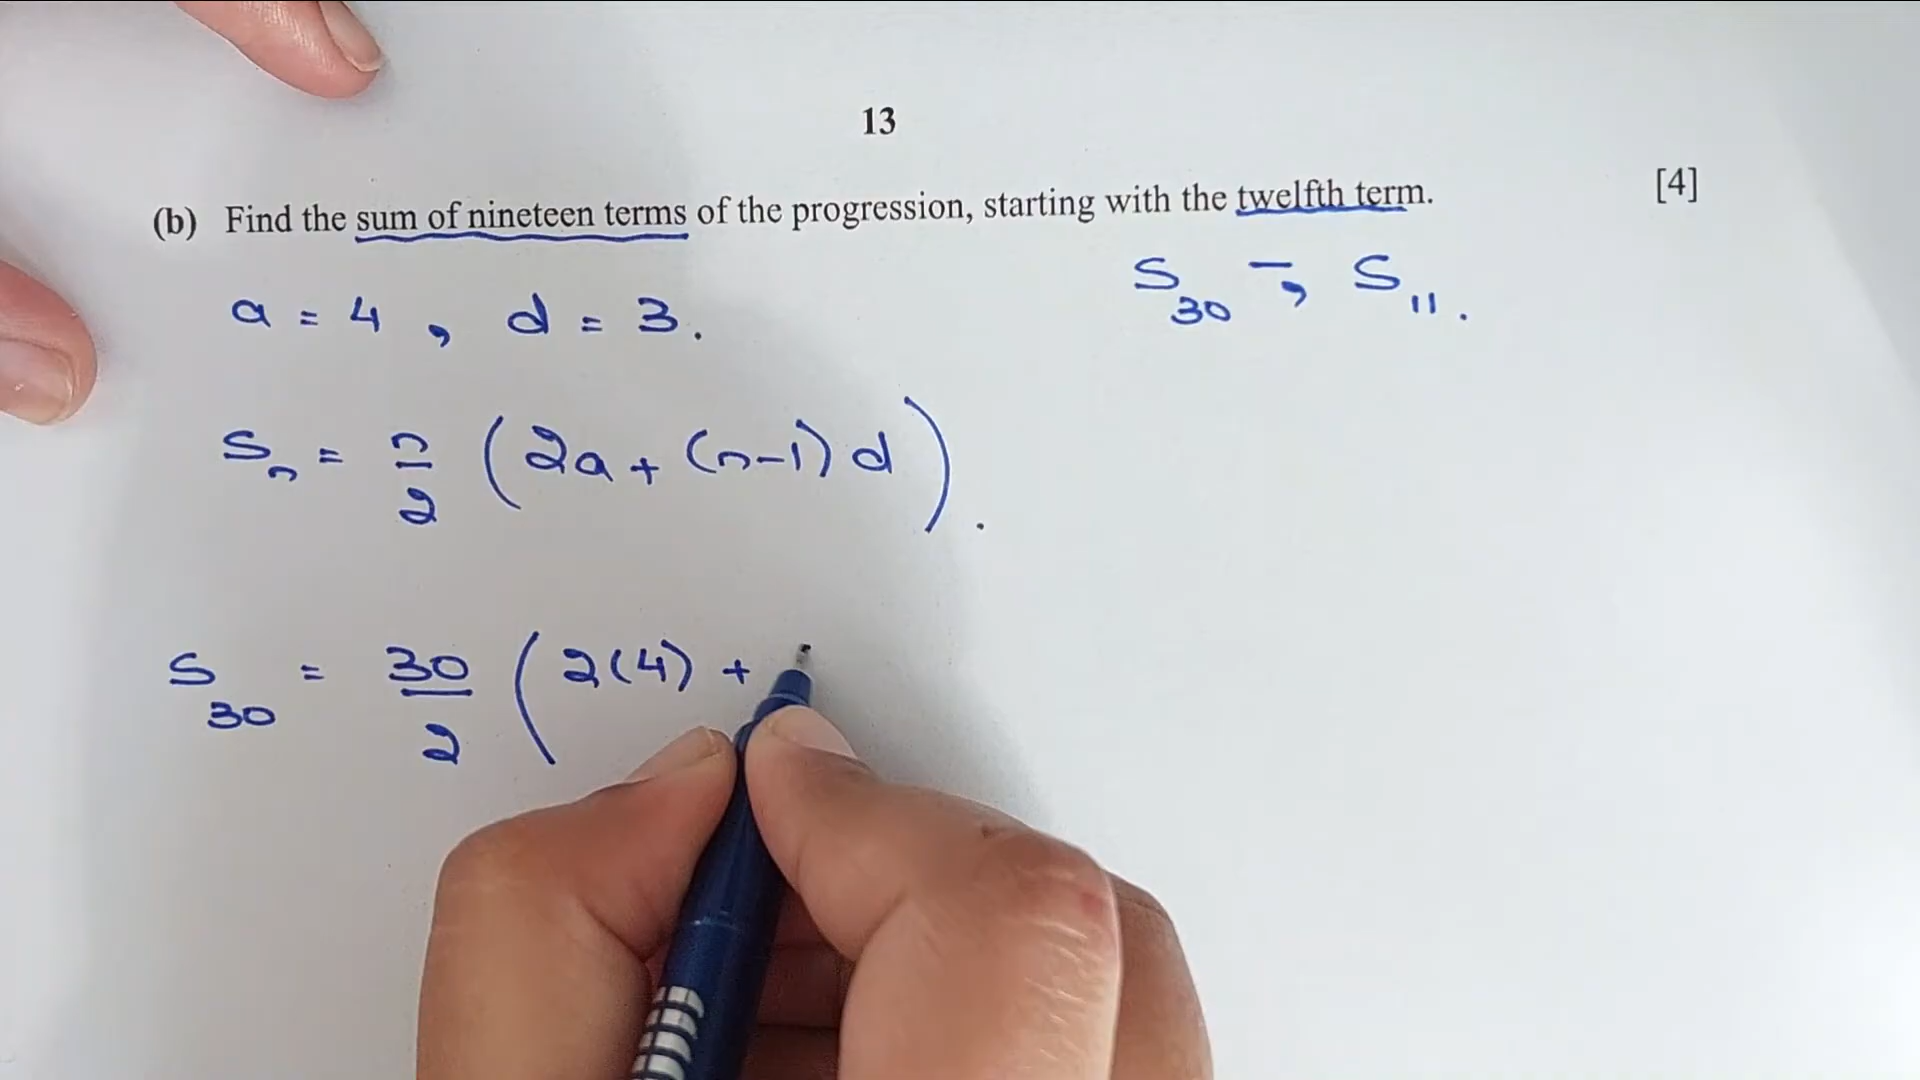 13
(b) Find the sum of nineteen terms of the progression, starting with the twelfth term. [4]
S₃₀ - , S₁₁ .
a = 4 , d = 3 .
Sₙ = n/2 (2a + (n-1) d) .
S₃₀ = 30/2 ( 2(4) +